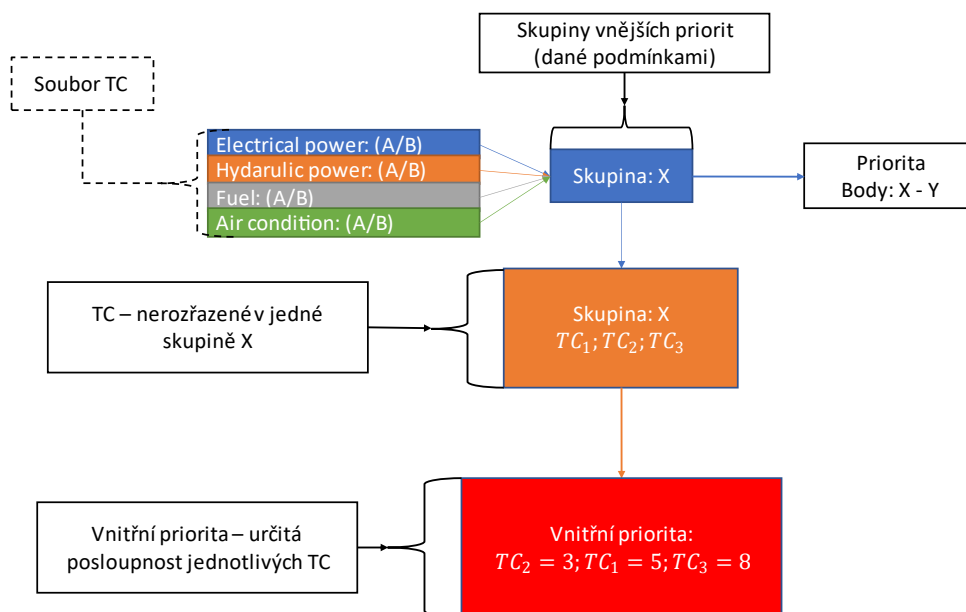 Skupiny vnějších priorit
(dané podmínkami)
Soubor TC
Electrical power: (A/B)
Hydarulic power: (A/B)
Fuel: (A/B)
Air condition: (A/B)
Skupina: X
Priorita
Body: X - Y
TC – nerozřazené v jedné
skupině X
Skupina: X
𝑇𝐶₁; 𝑇𝐶₂; 𝑇𝐶₃
Vnitřní priorita – určitá
posloupnost jednotlivých TC
Vnitřní priorita:
𝑇𝐶₂ = 3; 𝑇𝐶₁ = 5; 𝑇𝐶₃ = 8